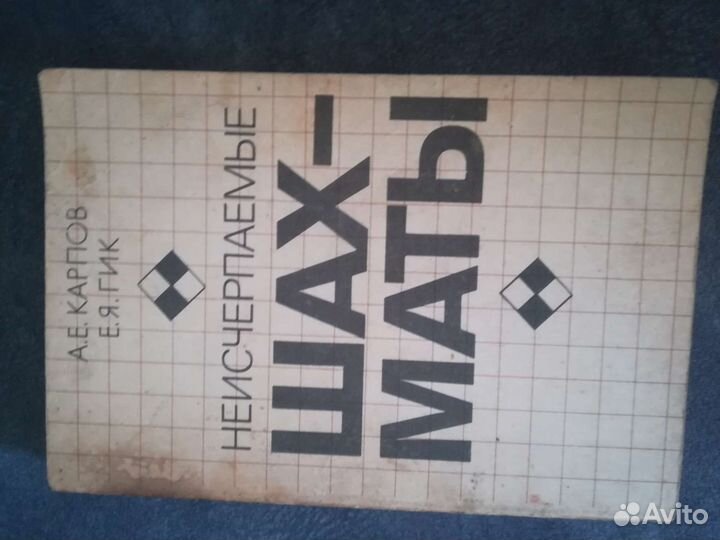 А.Е.КАРПОВ
Е.Я.ГИК
НЕИСЧЕРПАЕМЫЕ
ШАХ-
МАТЫ
Avito